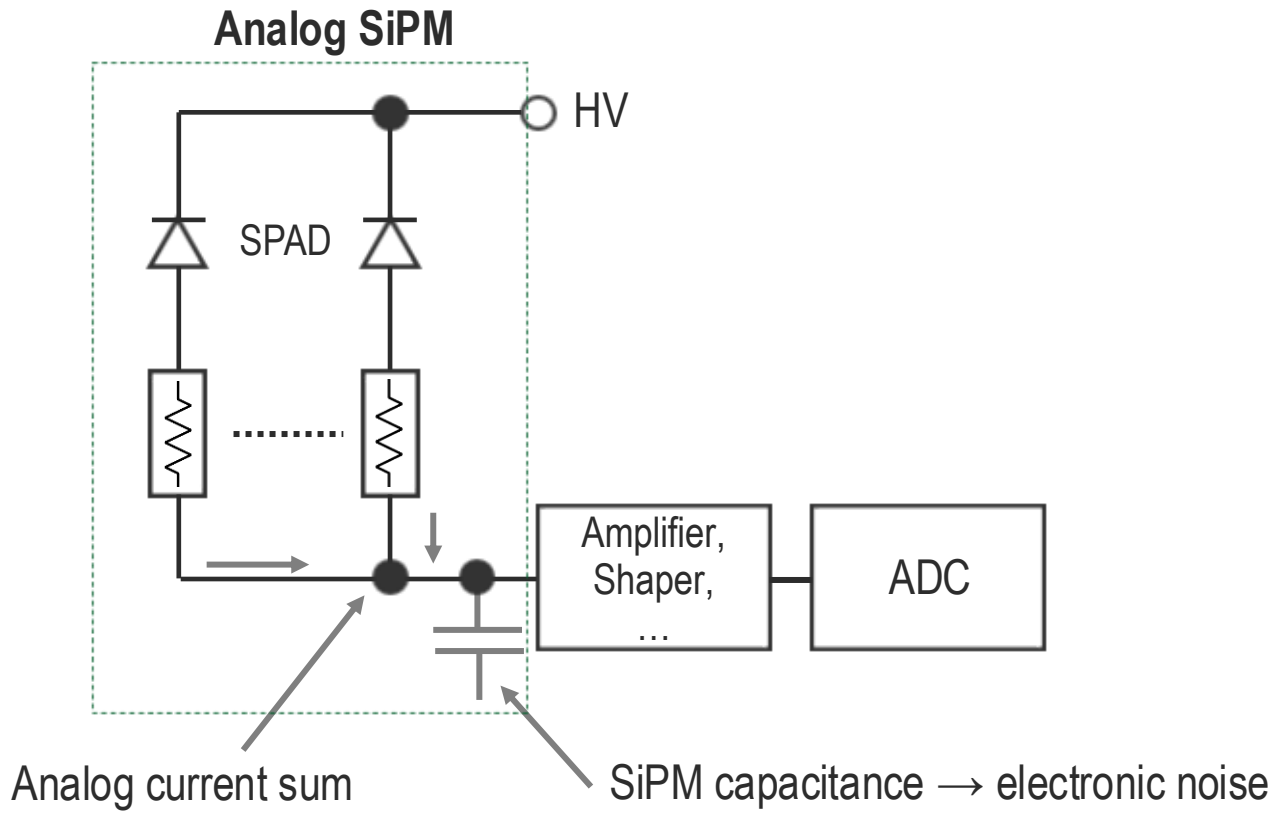 Analog SiPM
HV
SPAD
Amplifier,
Shaper,
...
ADC
Analog current sum
SiPM capacitance → electronic noise